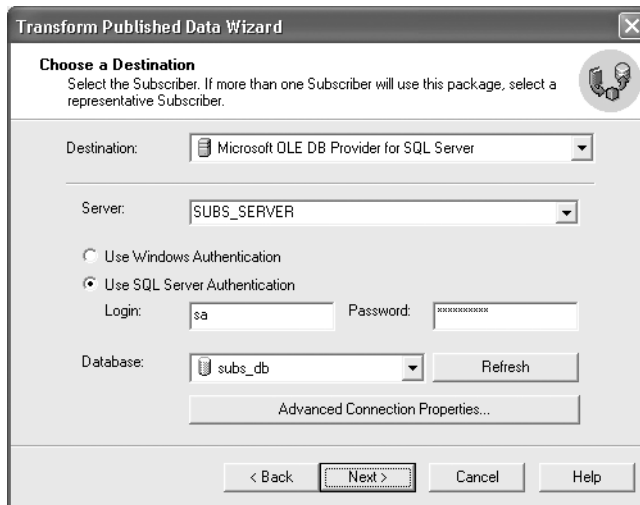 Transform Published Data Wizard
Choose a Destination
Select the Subscriber. If more than one Subscriber will use this package, select a
representative Subscriber.
Destination: Microsoft OLE DB Provider for SQL Server
Server: SUBS_SERVER
Use Windows Authentication
Use SQL Server Authentication
Login: sa Password: **********
Database: subs_db Refresh
Advanced Connection Properties...
< Back Next > Cancel Help